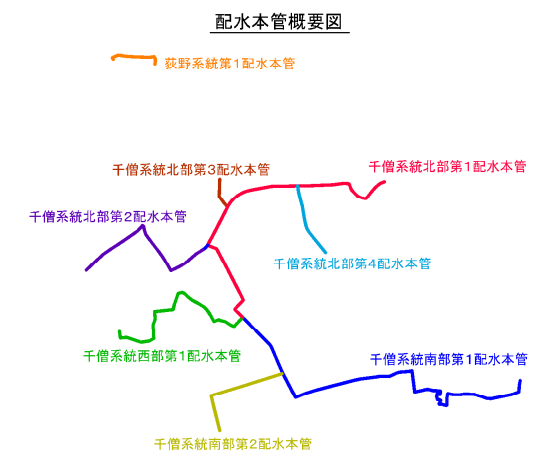 配水本管概要図
荻野系統第1配水本管
千僧系統北部第3配水本管
千僧系統北部第1配水本管
千僧系統北部第2配水本管
千僧系統北部第4配水本管
千僧系統西部第1配水本管
千僧系統南部第1配水本管
千僧系統南部第2配水本管